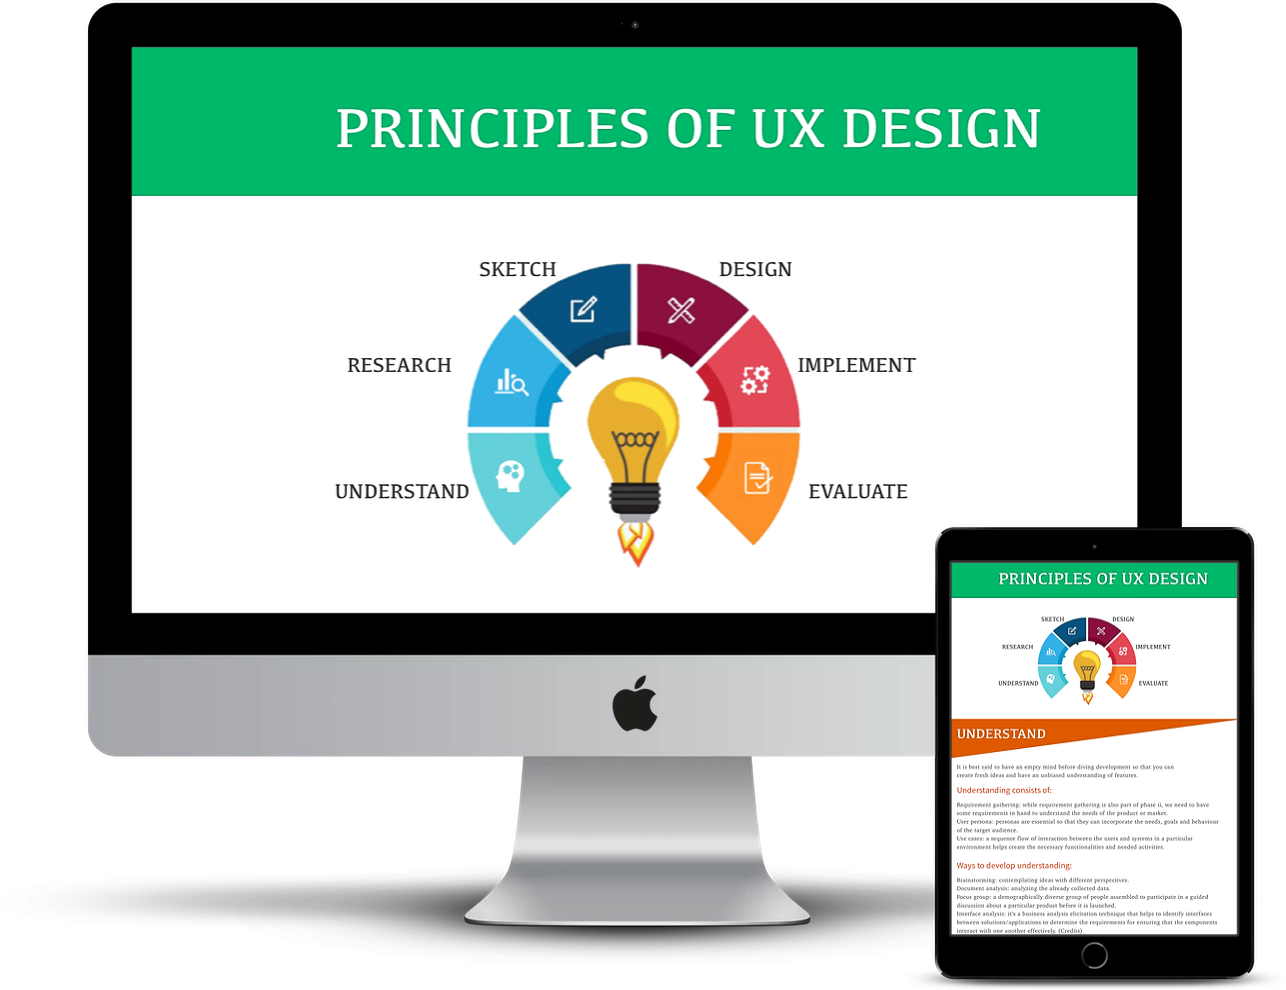 PRINCIPLES OF UX DESIGN
SKETCH
DESIGN
RESEARCH
IMPLEMENT
UNDERSTAND
EVALUATE
PRINCIPLES OF UX DESIGN
SKETCH
DESIGN
RESEARCH
IMPLEMENT
UNDERSTAND
EVALUATE
UNDERSTAND
It is best said to have an empty mind before diving development so that you can
create fresh ideas and have an unbiased understanding of features.
Understanding consists of:
Requirement gathering: while requirement gathering is also part of phase ii, we need to have
some requirements in hand to understand the needs of the product or market.
User persona: personas are essential so that they can incorporate the needs, goals and behaviour
of the target audience.
Use cases: a sequence flow of interaction between the users and systems in a particular
environment helps create the necessary functionalities and needed activities.
Ways to develop understanding:
Brainstorming: contemplating ideas with different perspectives.
Document analysis: analyzing the already collected data.
Focus group: a demographically diverse group of people assembled to participate in a guided
discussion about a particular product before it is launched.
Interface analysis: it's a business analysis elicitation technique that helps to identify interfaces
between solutions/applications to determine the requirements for ensuring that the components
interact with one another effectively. (Credits)